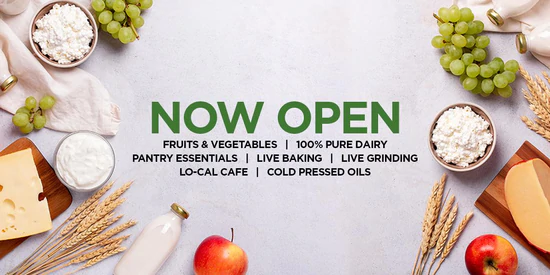 NOW OPEN
FRUITS & VEGETABLES | 100% PURE DAIRY
PANTRY ESSENTIALS | LIVE BAKING | LIVE GRINDING
LO-CAL CAFE | COLD PRESSED OILS